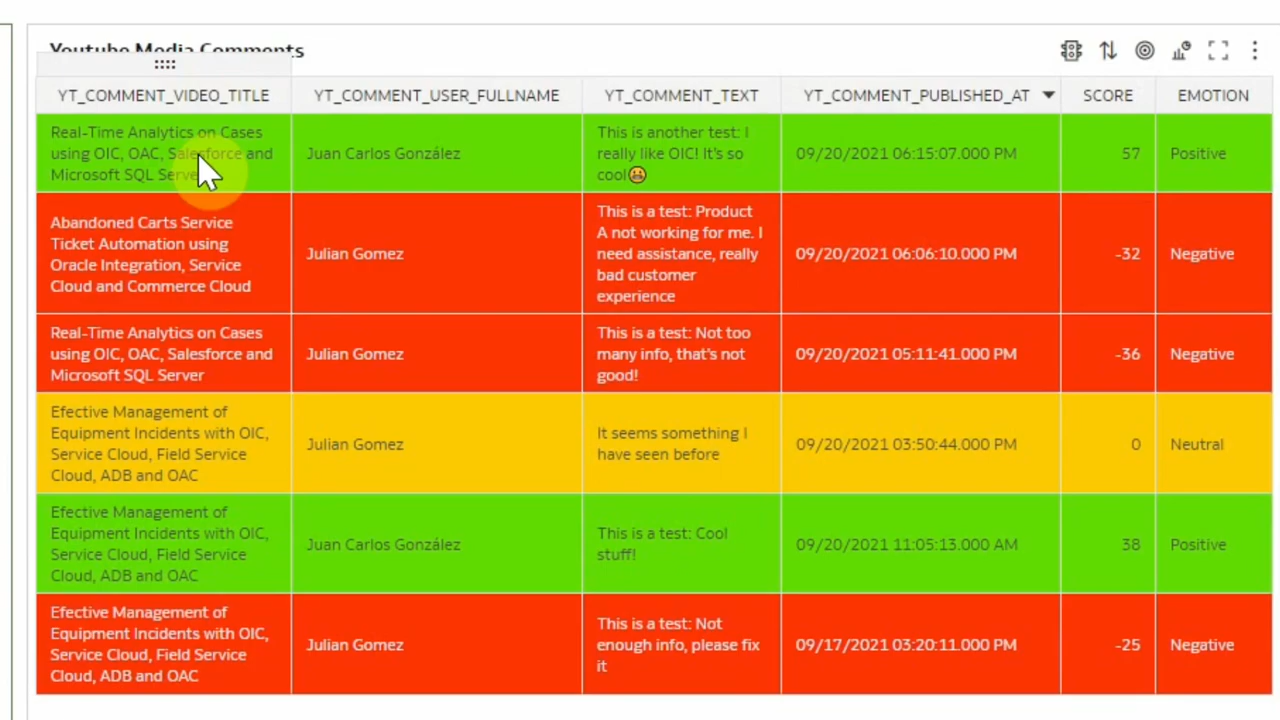 Youtube Media Comments
YT_COMMENT_VIDEO_TITLE YT_COMMENT_USER_FULLNAME YT_COMMENT_TEXT YT_COMMENT_PUBLISHED_AT SCORE EMOTION
Real-Time Analytics on Cases
using OIC, OAC, Salesforce and
Microsoft SQL Server
Juan Carlos González
This is another test: I
really like OIC! It's so
cool😀
09/20/2021 06:15:07.000 PM
57
Positive
Abandoned Carts Service
Ticket Automation using
Oracle Integration, Service
Cloud and Commerce Cloud
Julian Gomez
This is a test: Product
A not working for me. I
need assistance, really
bad customer
experience
09/20/2021 06:06:10.000 PM
-32
Negative
Real-Time Analytics on Cases
using OIC, OAC, Salesforce and
Microsoft SQL Server
Julian Gomez
This is a test: Not too
many info, that's not
good!
09/20/2021 05:11:41.000 PM
-36
Negative
Efective Management of
Equipment Incidents with OIC,
Service Cloud, Field Service
Cloud, ADB and OAC
Julian Gomez
It seems something I
have seen before
09/20/2021 03:50:44.000 PM
0
Neutral
Efective Management of
Equipment Incidents with OIC,
Service Cloud, Field Service
Cloud, ADB and OAC
Juan Carlos González
This is a test: Cool
stuff!
09/20/2021 11:05:13.000 AM
38
Positive
Efective Management of
Equipment Incidents with OIC,
Service Cloud, Field Service
Cloud, ADB and OAC
Julian Gomez
This is a test: Not
enough info, please fix
it
09/17/2021 03:20:11.000 PM
-25
Negative